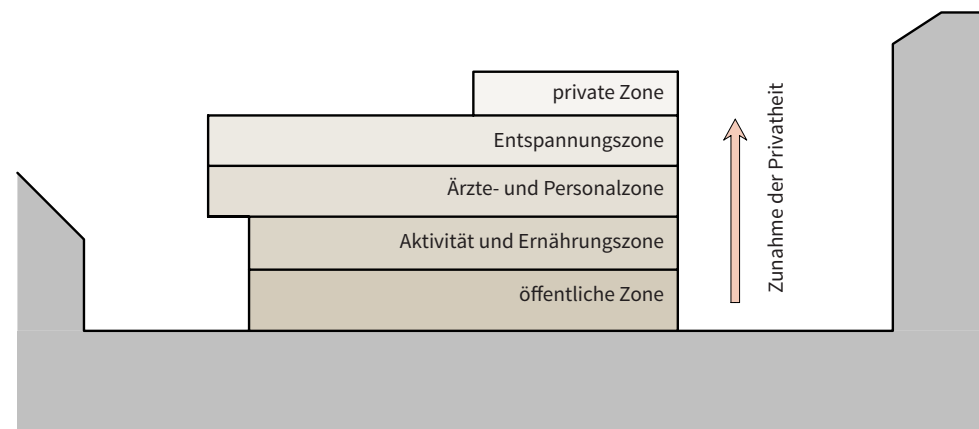 private Zone
Entspannungszone
Ärzte- und Personalzone
Aktivität und Ernährungszone
öffentliche Zone
Zunahme der Privatheit